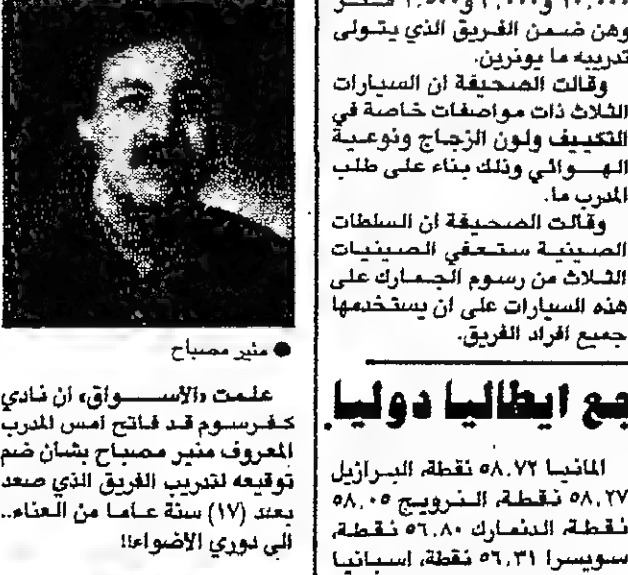 وهن ضمن الفريق الذي يتولى
تدريبه ما يونرين.
وقالت الصحيفة ان السيارات
الثلاث ذات مواصفات خاصة في
التكييف ولون الزجاج ونوعية
الهوائي وذلك بناء على طلب
المدرب ما.
وقالت الصحيفة ان السلطات
الصينية ستعفي الصينيات
الثلاث من رسوم الجمارك على
هذه السيارات على ان يستخدمها
جميع افراد الفريق.
جع ايطاليا دوليا
المانيا ٥٨,٧٢ نقطة، البرازيل
٥٨,٢٧ نقطة، النرويج ٥٨,٠٥
نقطة، الدنمارك ٥٦,٨٠ نقطة،
سويسرا ٥٦,٣١ نقطة، اسبانيا
● منير مصباح
علمت «الاسواق» ان نادي
كفرسوم قد فاتح امس المدرب
المعروف منير مصباح بشان ضم
توقيعه لتدريب الفريق الذي صعد
بعد (١٧) سنة عاما من العناء..
الى دوري الاضواء!!